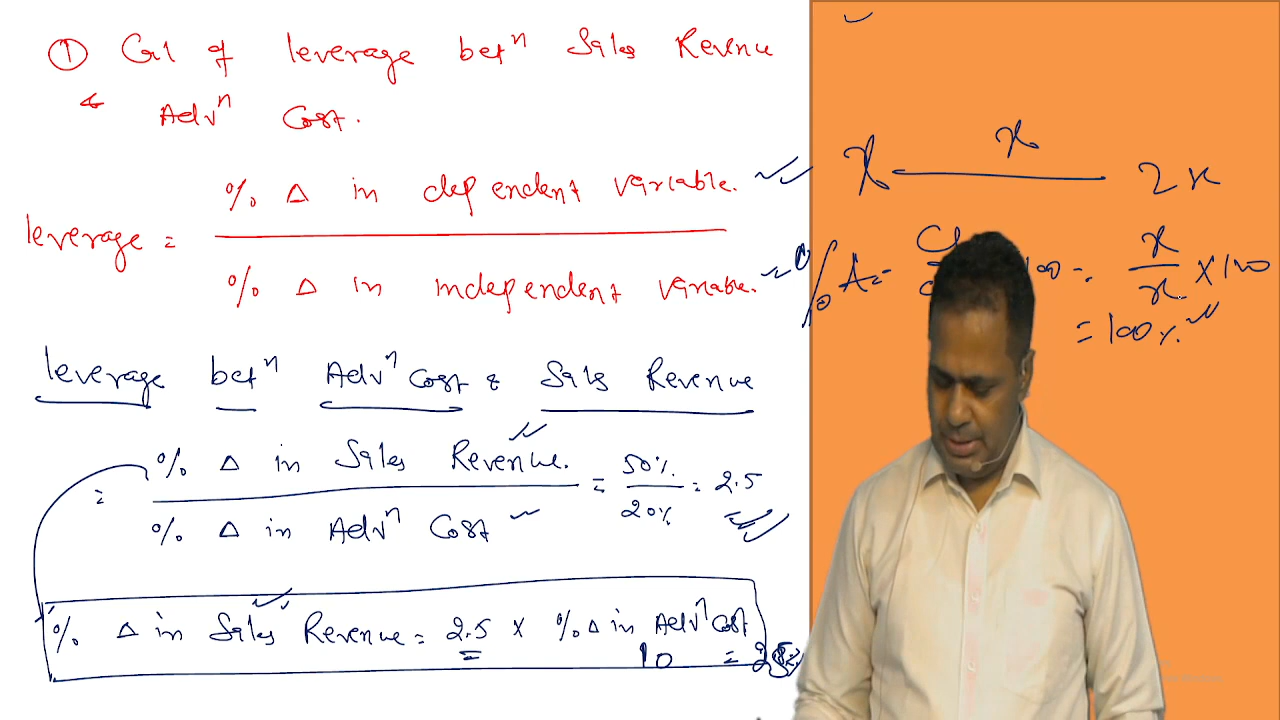 ① Cal of leverage betⁿ Sales Revenue
& Advⁿ Cost.
leverage = % Δ in dependent variable.
% Δ in independent variable.
leverage betⁿ Advⁿ Cost & Sales Revenue
= % Δ in Sales Revenue. = 50% = 2.5
% Δ in Advⁿ Cost 20%
% Δ in Sales Revenue = 2.5 × % Δ in Advⁿ Cost
10 = 25%
x x 2x
% Δ = 100 = x/x × 100
= 100%